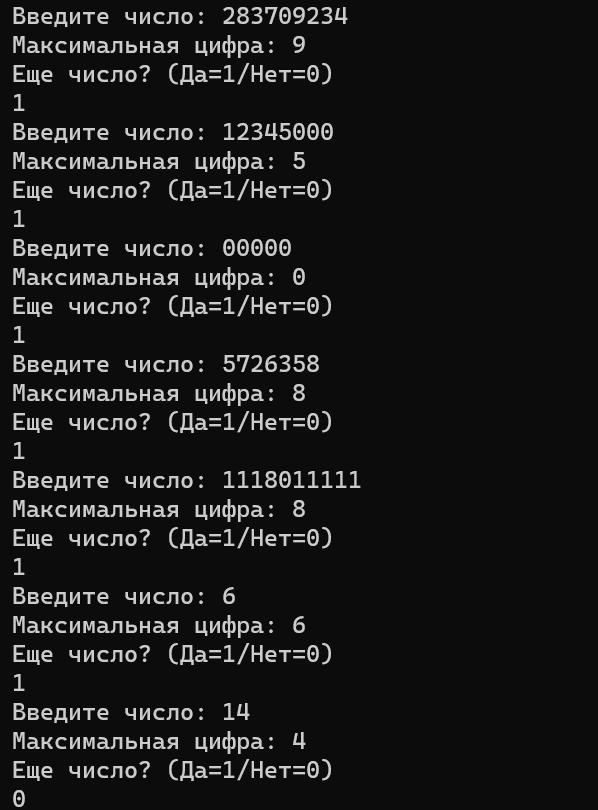 Введите число: 283709234
Максимальная цифра: 9
Еще число? (Да=1/Нет=0)
1
Введите число: 12345000
Максимальная цифра: 5
Еще число? (Да=1/Нет=0)
1
Введите число: 00000
Максимальная цифра: 0
Еще число? (Да=1/Нет=0)
1
Введите число: 5726358
Максимальная цифра: 8
Еще число? (Да=1/Нет=0)
1
Введите число: 1118011111
Максимальная цифра: 8
Еще число? (Да=1/Нет=0)
1
Введите число: 6
Максимальная цифра: 6
Еще число? (Да=1/Нет=0)
1
Введите число: 14
Максимальная цифра: 4
Еще число? (Да=1/Нет=0)
0